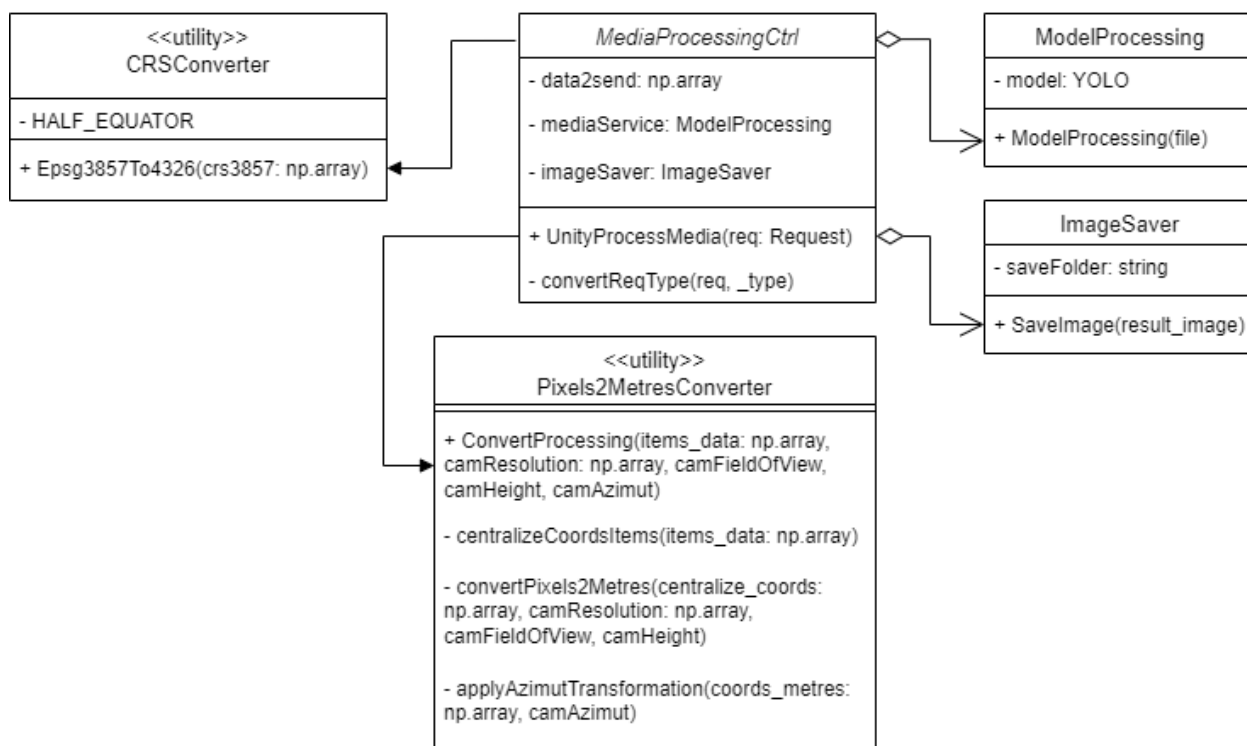 <<utility>>
CRSConverter
- HALF_EQUATOR
+ Epsg3857To4326(crs3857: np.array)
MediaProcessingCtrl
- data2send: np.array
- mediaService: ModelProcessing
- imageSaver: ImageSaver
+ UnityProcessMedia(req: Request)
- convertReqType(req, _type)
ModelProcessing
- model: YOLO
+ ModelProcessing(file)
ImageSaver
- saveFolder: string
+ SaveImage(result_image)
<<utility>>
Pixels2MetresConverter
+ ConvertProcessing(items_data: np.array,
camResolution: np.array, camFieldOfView,
camHeight, camAzimut)
- centralizeCoordsItems(items_data: np.array)
- convertPixels2Metres(centralize_coords:
np.array, camResolution: np.array,
camFieldOfView, camHeight)
- applyAzimutTransformation(coords_metres:
np.array, camAzimut)